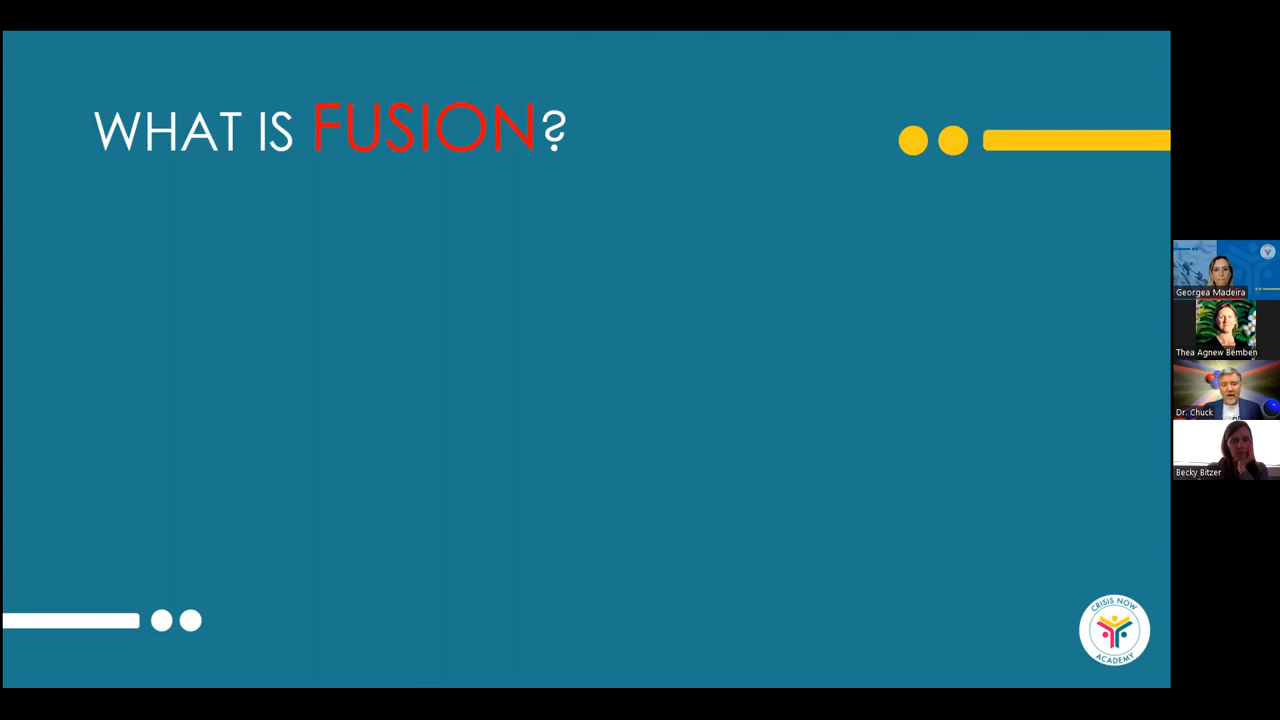 WHAT IS FUSION?
Georgea Madeira
Thea Agnew Bemben
Dr. Chuck
Becky Bitzer
CRISIS NOW
ACADEMY